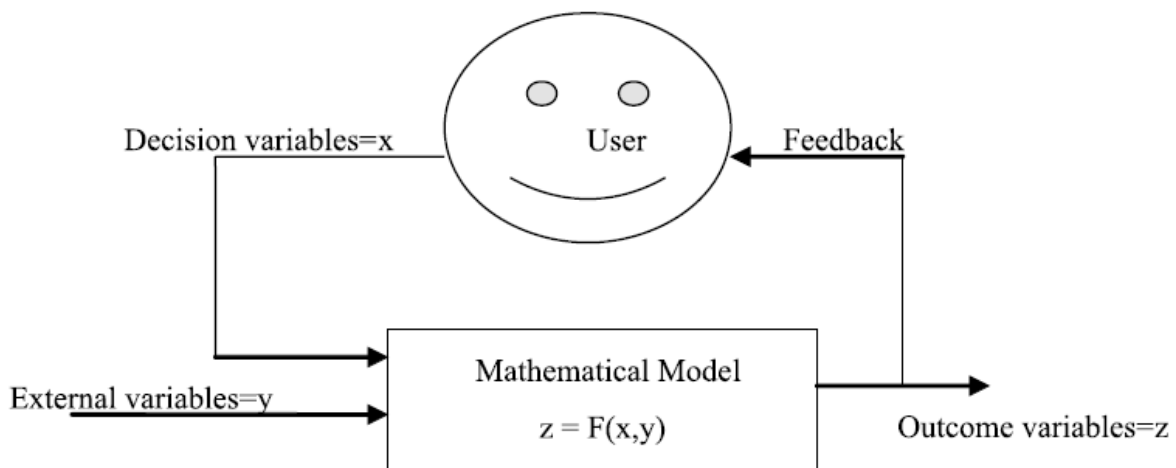 Decision variables=x
User
Feedback
Mathematical Model
External variables=y
z = F(x,y)
Outcome variables=z